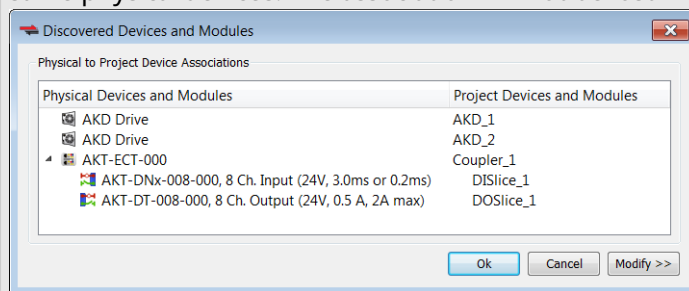 Discovered Devices and Modules
Physical to Project Device Associations
Physical Devices and Modules Project Devices and Modules
AKD Drive AKD_1
AKD Drive AKD_2
AKT-ECT-000 Coupler_1
AKT-DNx-008-000, 8 Ch. Input (24V, 3.0ms or 0.2ms) DISlice_1
AKT-DT-008-000, 8 Ch. Output (24V, 0.5 A, 2A max) DOSlice_1
Ok Cancel Modify >>